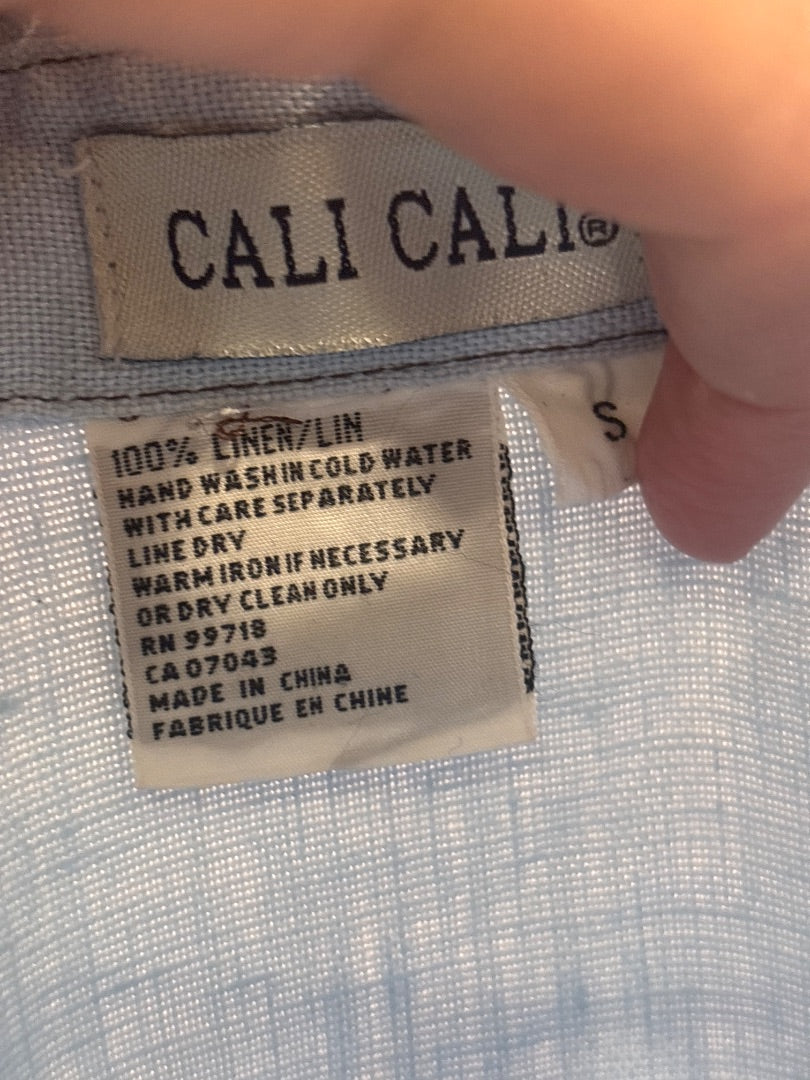 CALI CALI®
S
100% LINEN/LIN
HAND WASH IN COLD WATER
WITH CARE SEPARATELY
LINE DRY
WARM IRON IF NECESSARY
OR DRY CLEAN ONLY
RN 99718
CA 07043
MADE IN CHINA
FABRIQUE EN CHINE